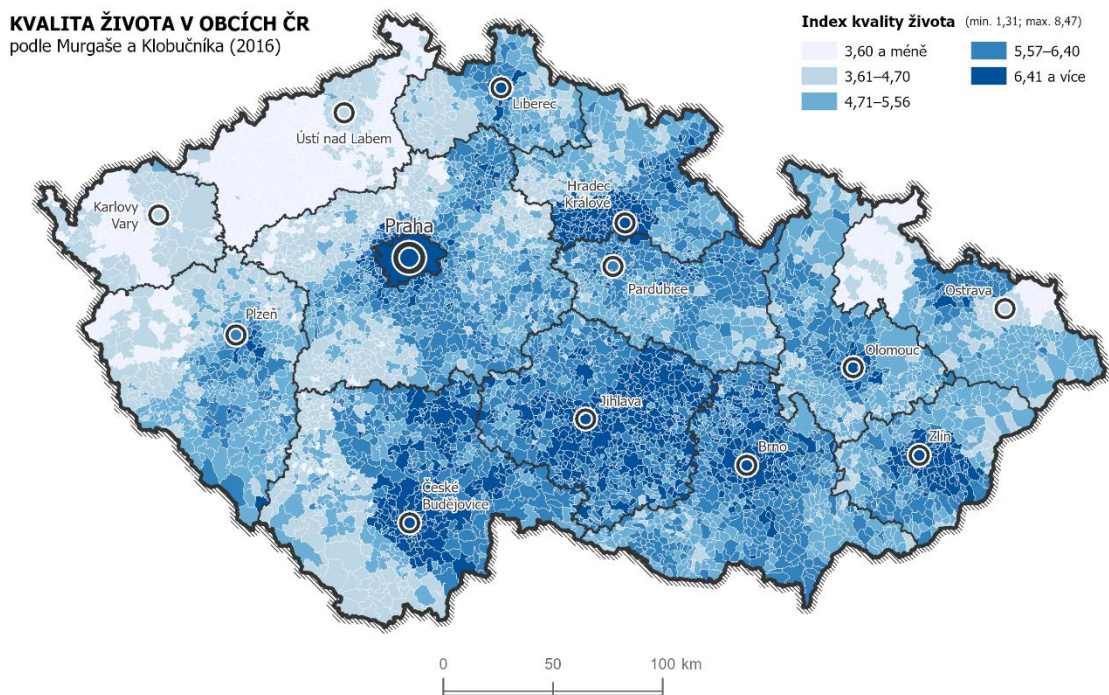 KVALITA ŽIVOTA V OBCÍCH ČR
podle Murgaše a Klobučníka (2016)
Index kvality života (min. 1,31; max. 8,47)
3,60 a méně
3,61–4,70
4,71–5,56
5,57–6,40
6,41 a více
Liberec
Ústí nad Labem
Karlovy
Vary
Hradec
Králové
Praha
Pardubice
Plzeň
Ostrava
Olomouc
Jihlava
Brno
Zlín
České
Budějovice
0 50 100 km